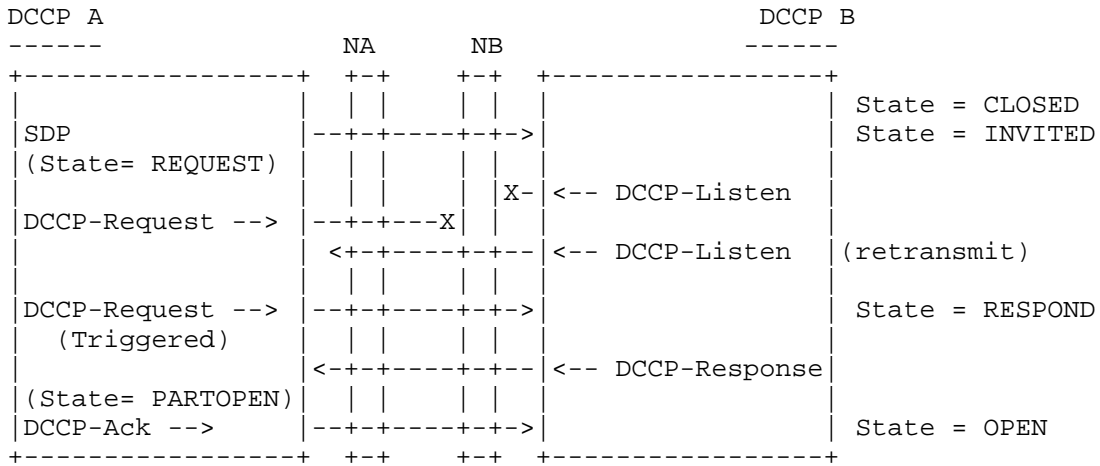 DCCP A                                             DCCP B
------               NA        NB                  ------
+-----------------+  +-+      +-+  +-----------------+
|                 |  | |      | |  |                 | State = CLOSED
|SDP              |--+-+----+-+->|                 | State = INVITED
|(State= REQUEST) |  | |      | |  |                 |
|                 |  | |      | |X-|<-- DCCP-Listen  |
|DCCP-Request --> |--+-+---X| |  |                 |
|                 | <+-+----+-+--|<-- DCCP-Listen  |(retransmit)
|                 |  | |      | |  |                 |
|DCCP-Request --> |--+-+----+-+->|                 | State = RESPOND
|  (Triggered)    |  | |      | |  |                 |
|                 |<-+-+----+-+--|<-- DCCP-Response|
|(State= PARTOPEN)|  | |      | |  |                 |
|DCCP-Ack -->     |--+-+----+-+->|                 | State = OPEN
+-----------------+  +-+      +-+  +-----------------+